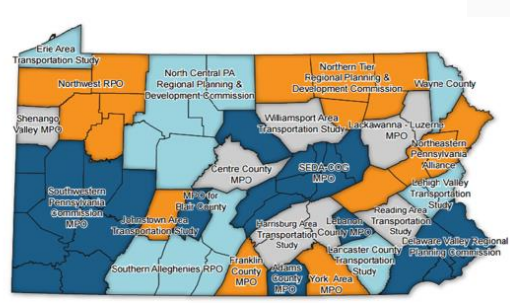 Erie Area
Transportation Study
Northwest RPO
North Central PA
Regional Planning &
Development Commission
Northern Tier
Regional Planning &
Development Commission
Wayne County
Shenango
Valley MPO
Williamsport Area
Transportation Study
Lackawanna - Luzerne
MPO
Northeastern
Pennsylvania
Alliance
Centre County
MPO
SEDA-COG
MPO
Southwestern
Pennsylvania
Commission
MPO
MPO for
Blair County
Johnstown Area
Transportation Study
Lehigh Valley
Transportation
Study
Reading Area
Transportation
Study
Harrisburg Area
Transportation
Study
Lebanon
County MPO
Delaware Valley Regional
Planning Commission
Lancaster County
Transportation
Study
Southern Alleghenies RPO
Franklin
County
MPO
Adams
County
MPO
York Area
MPO